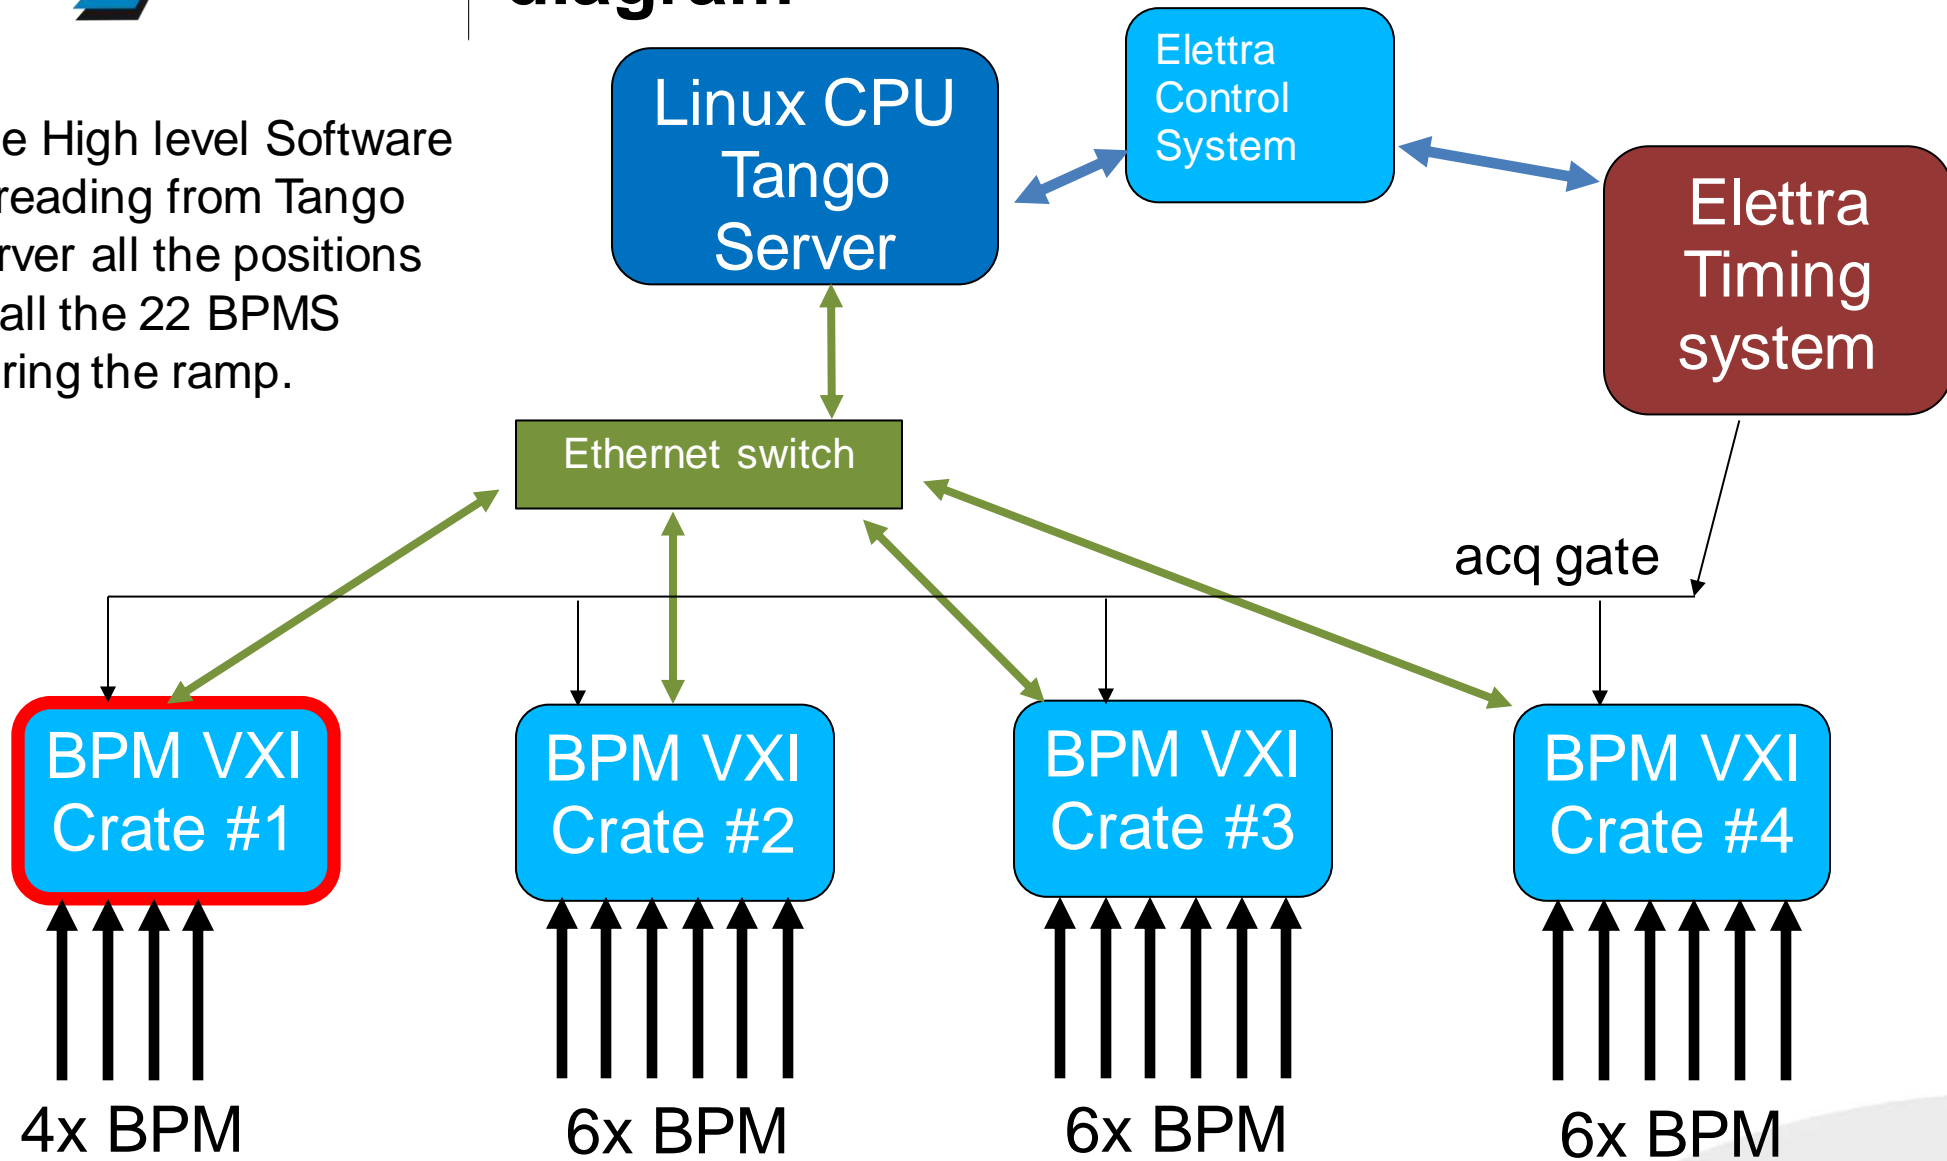 diagram
e High level Software
reading from Tango
rver all the positions
all the 22 BPMS
ring the ramp.
Linux CPU
Tango
Server
Elettra
Control
System
Elettra
Timing
system
Ethernet switch
acq gate
BPM VXI
Crate #1
BPM VXI
Crate #2
BPM VXI
Crate #3
BPM VXI
Crate #4
4x BPM
6x BPM
6x BPM
6x BPM